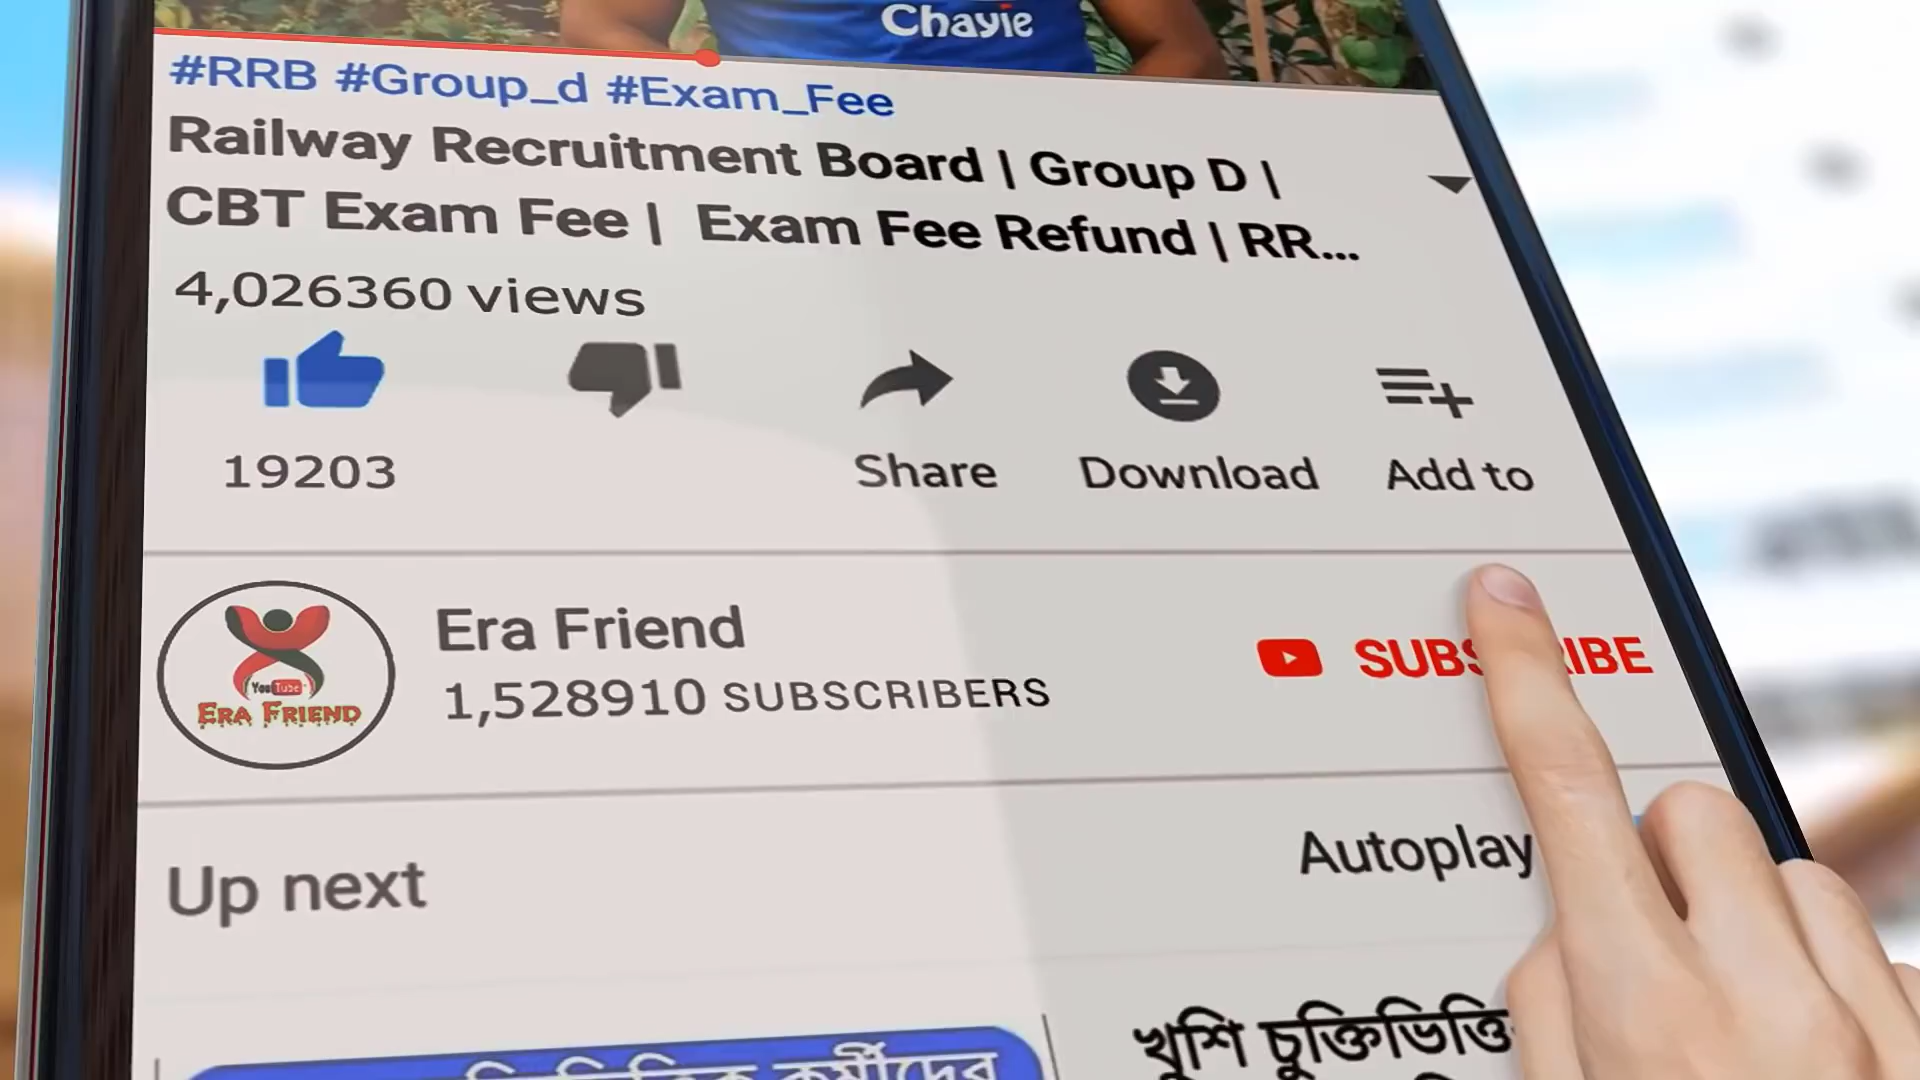 Chayie
#RRB #Group_d #Exam_Fee
Railway Recruitment Board | Group D |
CBT Exam Fee | Exam Fee Refund | RR...
4,026360 views
19203
Share
Download
Add to
YouTube
ERA FRIEND
Era Friend
1,528910 SUBSCRIBERS
Up next
Autoplay
খুশি চুক্তিভিত্তি
কর্মীদের